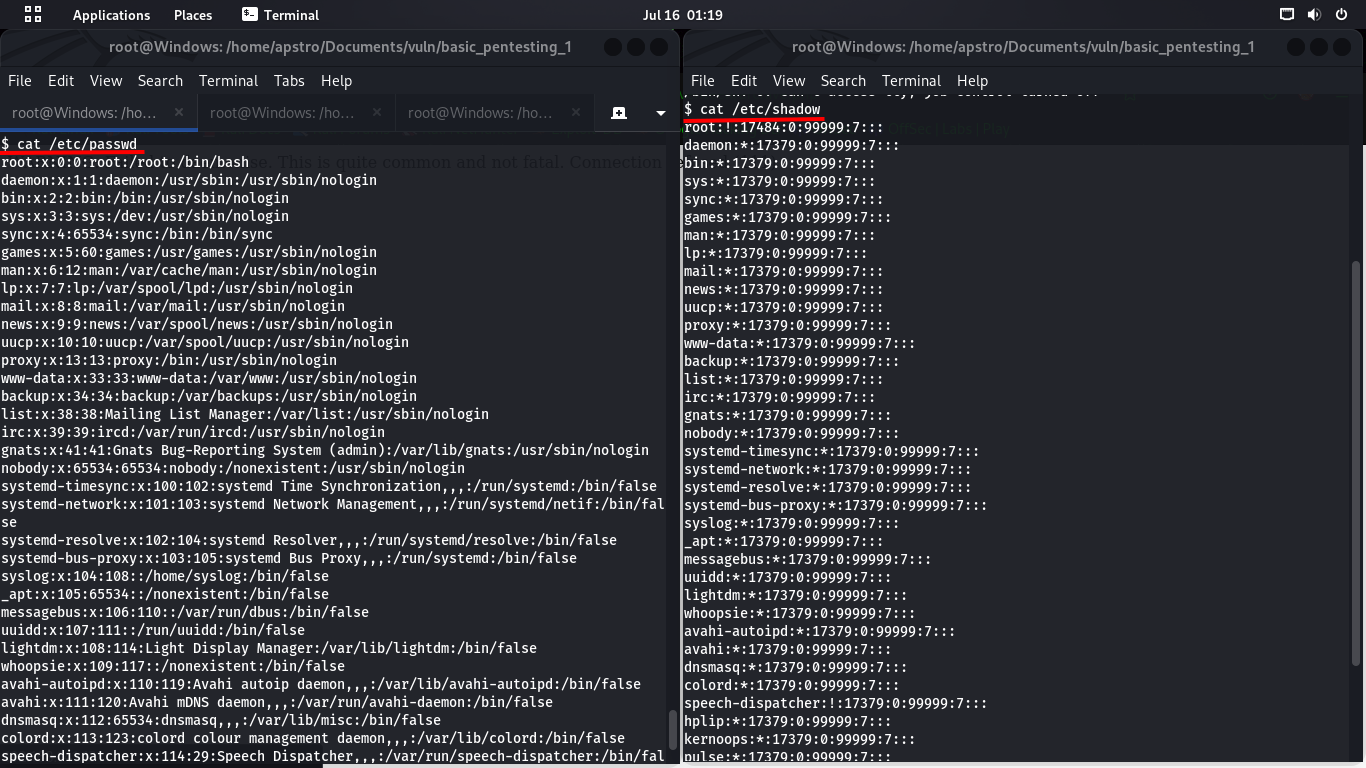 Applications Places Terminal Jul 16 01:19
root@Windows: /home/apstro/Documents/vuln/basic_pentesting_1
File Edit View Search Terminal Tabs Help
root@Windows: /ho... × root@Windows: /ho... × root@Windows: /ho... ×
$ cat /etc/passwd
root:x:0:0:root:/root:/bin/bash
daemon:x:1:1:daemon:/usr/sbin:/usr/sbin/nologin
bin:x:2:2:bin:/bin:/usr/sbin/nologin
sys:x:3:3:sys:/dev:/usr/sbin/nologin
sync:x:4:65534:sync:/bin:/bin/sync
games:x:5:60:games:/usr/games:/usr/sbin/nologin
man:x:6:12:man:/var/cache/man:/usr/sbin/nologin
lp:x:7:7:lp:/var/spool/lpd:/usr/sbin/nologin
mail:x:8:8:mail:/var/mail:/usr/sbin/nologin
news:x:9:9:news:/var/spool/news:/usr/sbin/nologin
uucp:x:10:10:uucp:/var/spool/uucp:/usr/sbin/nologin
proxy:x:13:13:proxy:/bin:/usr/sbin/nologin
www-data:x:33:33:www-data:/var/www:/usr/sbin/nologin
backup:x:34:34:backup:/var/backups:/usr/sbin/nologin
list:x:38:38:Mailing List Manager:/var/list:/usr/sbin/nologin
irc:x:39:39:ircd:/var/run/ircd:/usr/sbin/nologin
gnats:x:41:41:Gnats Bug-Reporting System (admin):/var/lib/gnats:/usr/sbin/nologin
nobody:x:65534:65534:nobody:/nonexistent:/usr/sbin/nologin
systemd-timesync:x:100:102:systemd Time Synchronization,,,:/run/systemd:/bin/false
systemd-network:x:101:103:systemd Network Management,,,:/run/systemd/netif:/bin/fal
se
systemd-resolve:x:102:104:systemd Resolver,,,:/run/systemd/resolve:/bin/false
systemd-bus-proxy:x:103:105:systemd Bus Proxy,,,:/run/systemd:/bin/false
syslog:x:104:108::/home/syslog:/bin/false
_apt:x:105:65534::/nonexistent:/bin/false
messagebus:x:106:110::/var/run/dbus:/bin/false
uuidd:x:107:111::/run/uuidd:/bin/false
lightdm:x:108:114:Light Display Manager:/var/lib/lightdm:/bin/false
whoopsie:x:109:117::/nonexistent:/bin/false
avahi-autoipd:x:110:119:Avahi autoip daemon,,,:/var/lib/avahi-autoipd:/bin/false
avahi:x:111:120:Avahi mDNS daemon,,,:/var/run/avahi-daemon:/bin/false
dnsmasq:x:112:65534:dnsmasq,,,:/var/lib/misc:/bin/false
colord:x:113:123:colord colour management daemon,,,:/var/lib/colord:/bin/false
speech-dispatcher:x:114:29:Speech Dispatcher,,,:/var/run/speech-dispatcher:/bin/fal
se. This is quite common and not fatal. Connection
root@Windows: /home/apstro/Documents/vuln/basic_pentesting_1
File Edit View Search Terminal Help
$ cat /etc/shadow
root:!:17484:0:99999:7:::
daemon:*:17379:0:99999:7:::
bin:*:17379:0:99999:7:::
sys:*:17379:0:99999:7:::
sync:*:17379:0:99999:7:::
games:*:17379:0:99999:7:::
man:*:17379:0:99999:7:::
lp:*:17379:0:99999:7:::
mail:*:17379:0:99999:7:::
news:*:17379:0:99999:7:::
uucp:*:17379:0:99999:7:::
proxy:*:17379:0:99999:7:::
www-data:*:17379:0:99999:7:::
backup:*:17379:0:99999:7:::
list:*:17379:0:99999:7:::
irc:*:17379:0:99999:7:::
gnats:*:17379:0:99999:7:::
nobody:*:17379:0:99999:7:::
systemd-timesync:*:17379:0:99999:7:::
systemd-network:*:17379:0:99999:7:::
systemd-resolve:*:17379:0:99999:7:::
systemd-bus-proxy:*:17379:0:99999:7:::
syslog:*:17379:0:99999:7:::
_apt:*:17379:0:99999:7:::
messagebus:*:17379:0:99999:7:::
uuidd:*:17379:0:99999:7:::
lightdm:*:17379:0:99999:7:::
whoopsie:*:17379:0:99999:7:::
avahi-autoipd:*:17379:0:99999:7:::
avahi:*:17379:0:99999:7:::
dnsmasq:*:17379:0:99999:7:::
colord:*:17379:0:99999:7:::
speech-dispatcher:!:17379:0:99999:7:::
hplip:*:17379:0:99999:7:::
kernoops:*:17379:0:99999:7:::
pulse:*:17379:0:99999:7:::